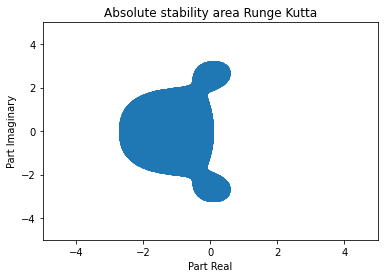 Absolute stability area Runge Kutta
4
2
0
−2
−4
Part Imaginary
−4 −2 0 2 4
Part Real